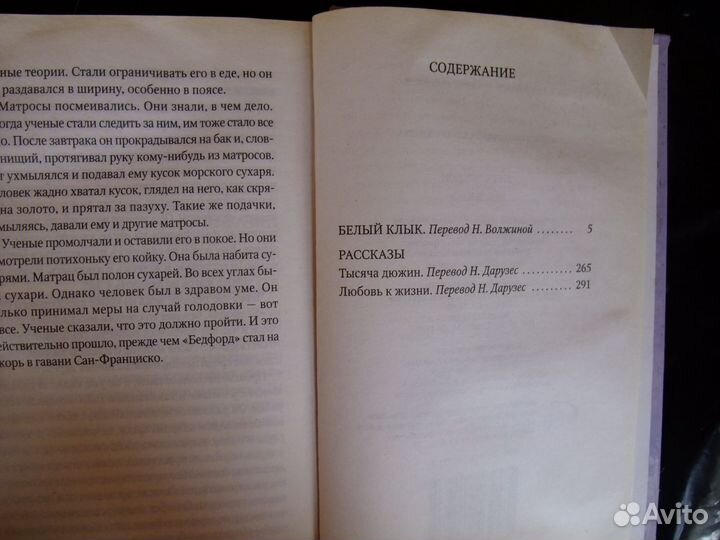 ные теории. Стали ограничивать его в еде, но он
раздавался в ширину, особенно в поясе.
Матросы посмеивались. Они знали, в чем дело.
огда ученые стали следить за ним, им тоже стало все
о. После завтрака он прокрадывался на бак и, слов-
нищий, протягивал руку кому-нибудь из матросов.
т ухмылялся и подавал ему кусок морского сухаря.
ловек жадно хватал кусок, глядел на него, как скря-
на золото, и прятал за пазуху. Такие же подачки,
мыляясь, давали ему и другие матросы.
Ученые промолчали и оставили его в покое. Но они
мотрели потихоньку его койку. Она была набита су-
рями. Матрац был полон сухарей. Во всех углах бы-
сухари. Однако человек был в здравом уме. Он
лько принимал меры на случай голодовки — вот
все. Ученые сказали, что это должно пройти. И это
ействительно прошло, прежде чем «Бедфорд» стал на
корь в гавани Сан-Франциско.
СОДЕРЖАНИЕ
БЕЛЫЙ КЛЫК. Перевод Н. Волжиной ........ 5
РАССКАЗЫ
Тысяча дюжин. Перевод Н. Дарузес ........... 265
Любовь к жизни. Перевод Н. Дарузес ......... 291
Avito